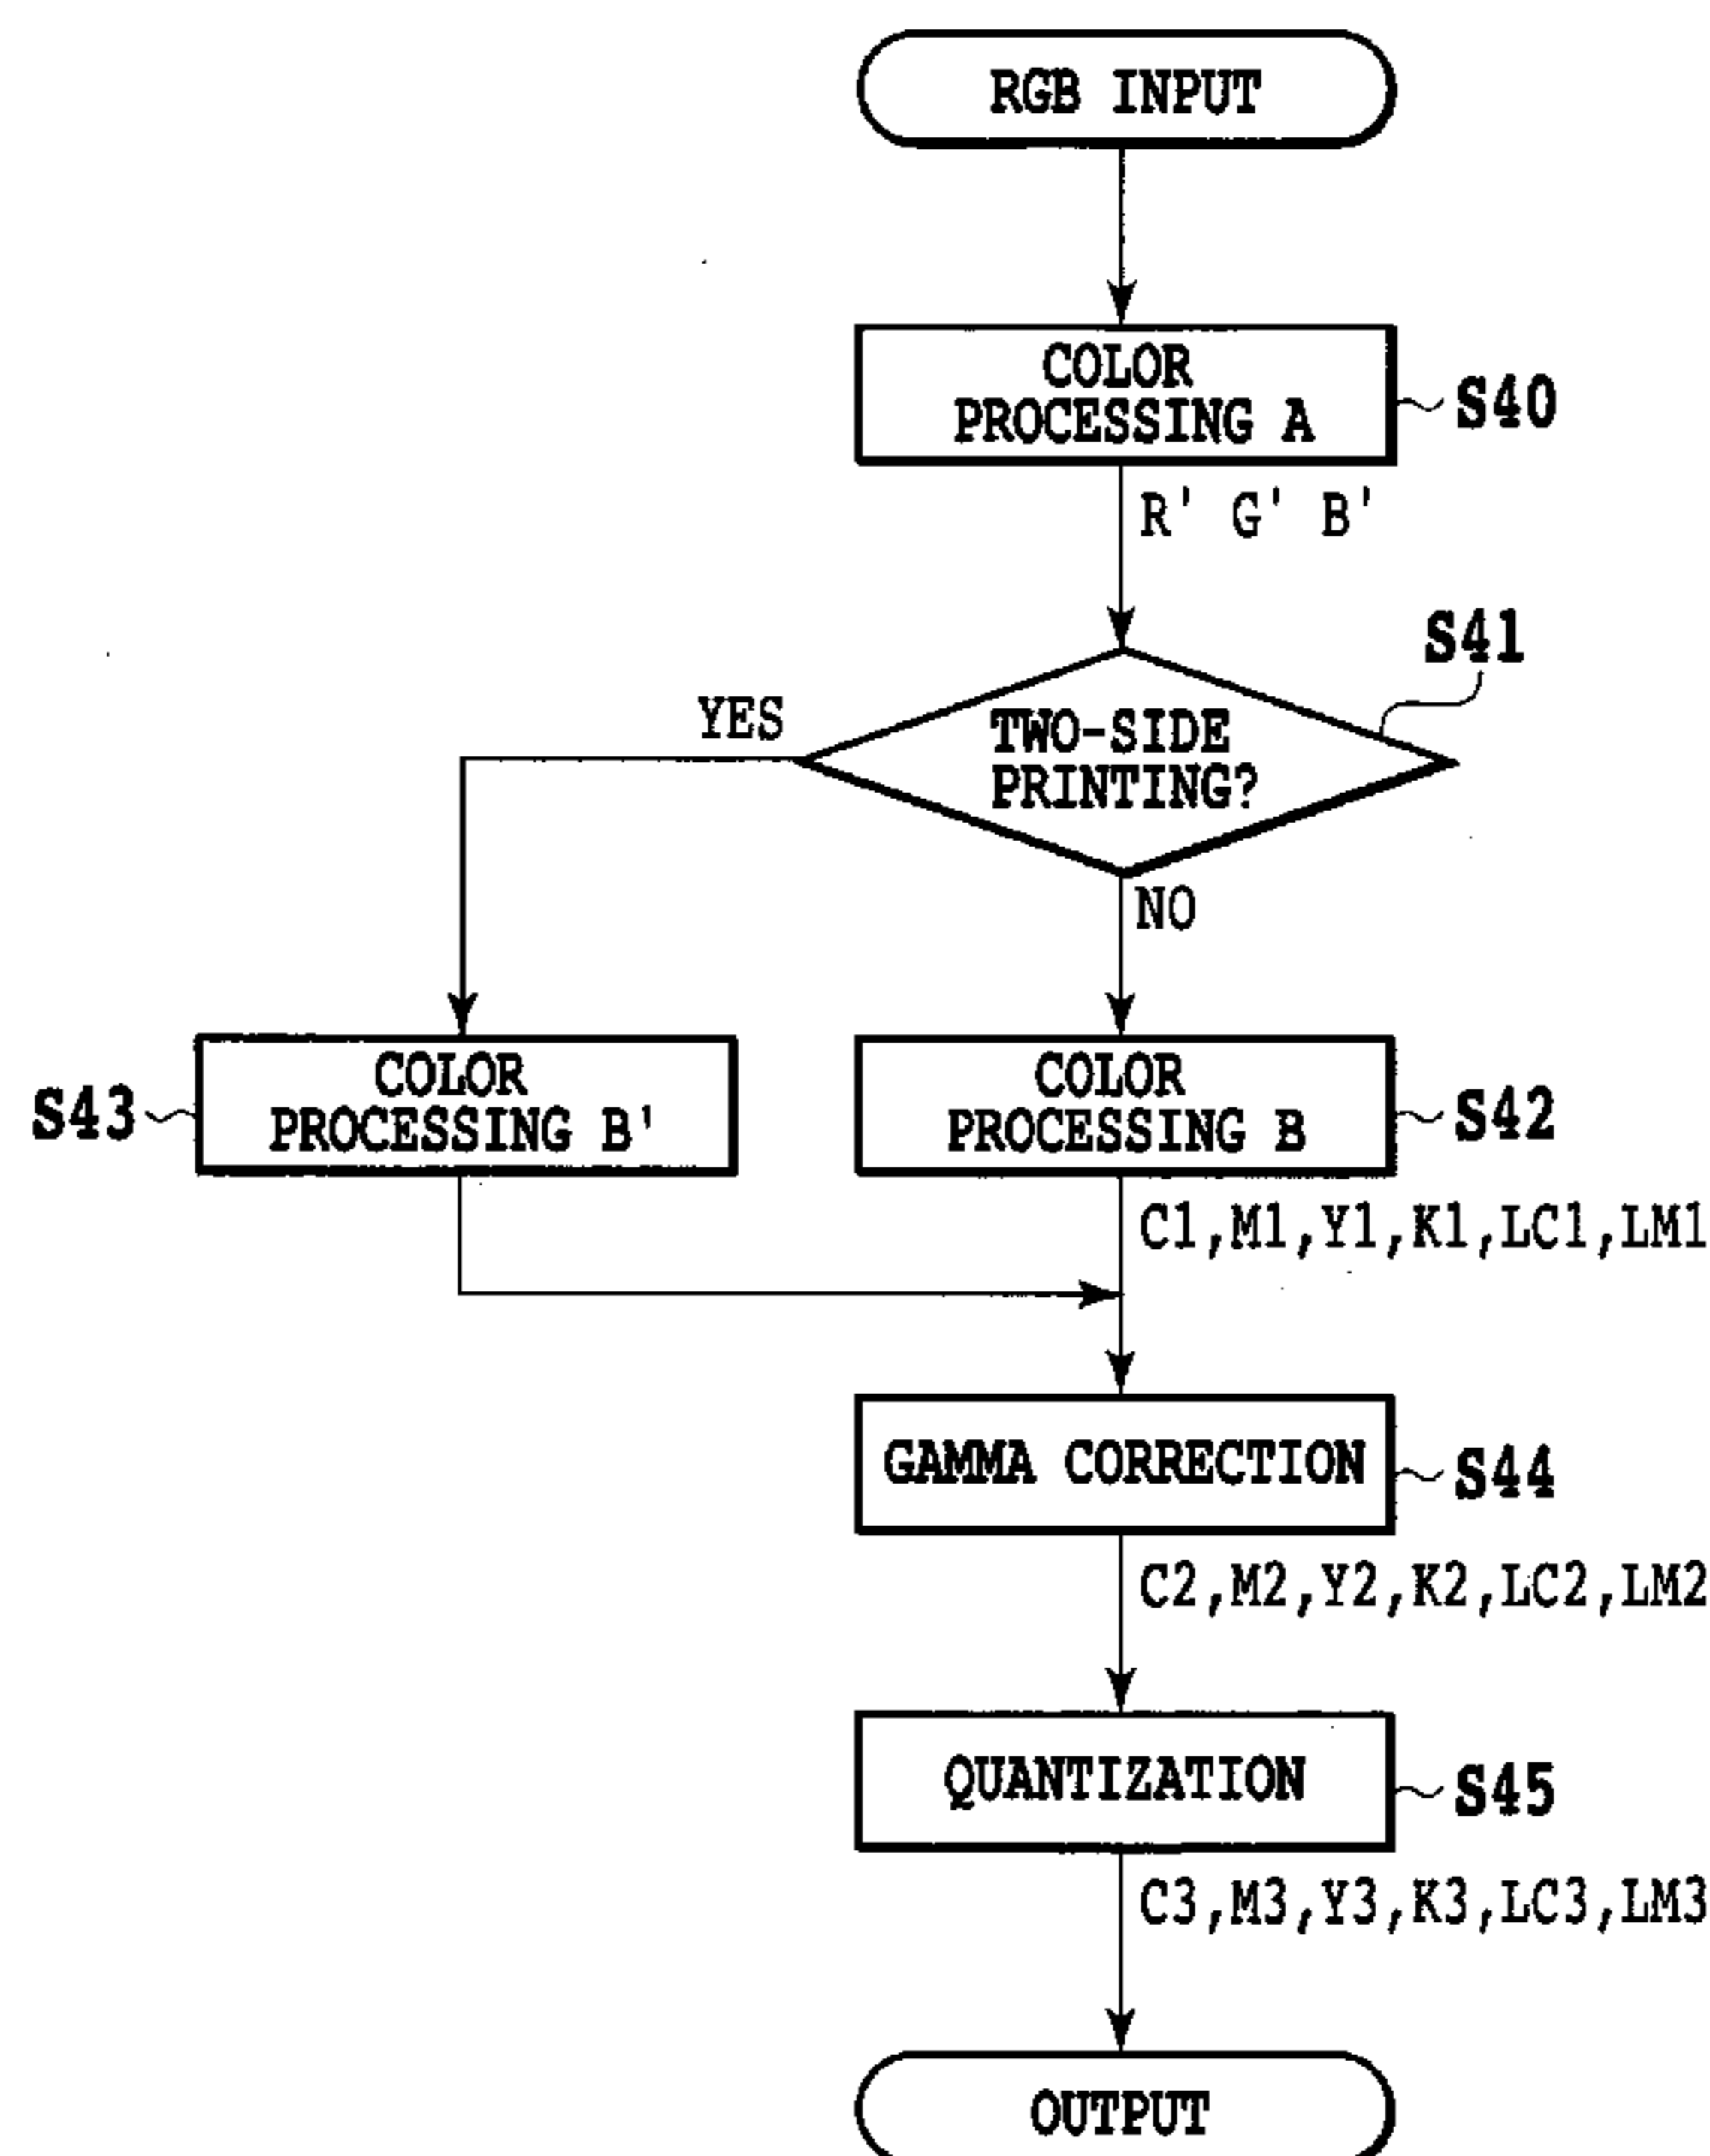 RGB INPUT
COLOR
PROCESSING A
S40
R' G' B'
S41
YES
TWO-SIDE
PRINTING?
NO
S43
COLOR
PROCESSING B'
COLOR
PROCESSING B
S42
C1,M1,Y1,K1,LC1,LM1
GAMMA CORRECTION
S44
C2,M2,Y2,K2,LC2,LM2
QUANTIZATION
S45
C3,M3,Y3,K3,LC3,LM3
OUTPUT